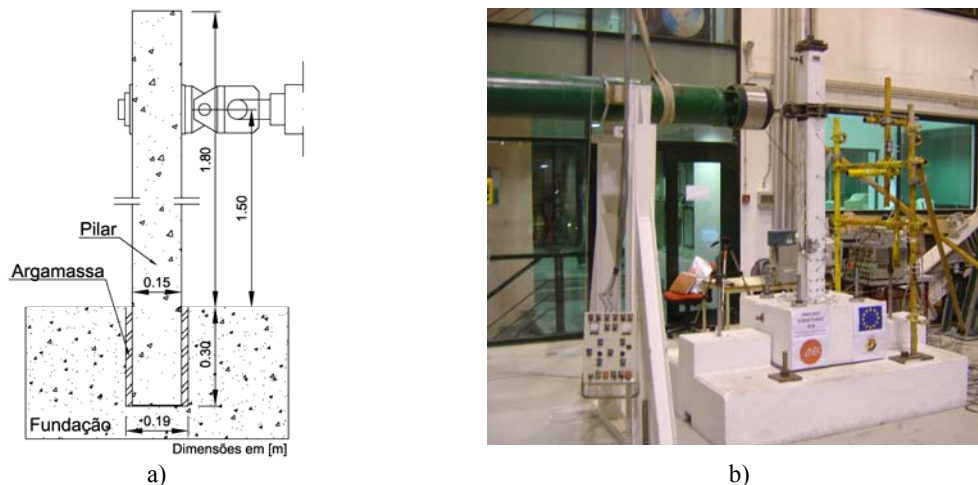 1.80
1.50
Pilar
Argamassa
0.15
0.30
Fundação
0.19
Dimensões em [m]
a)
b)